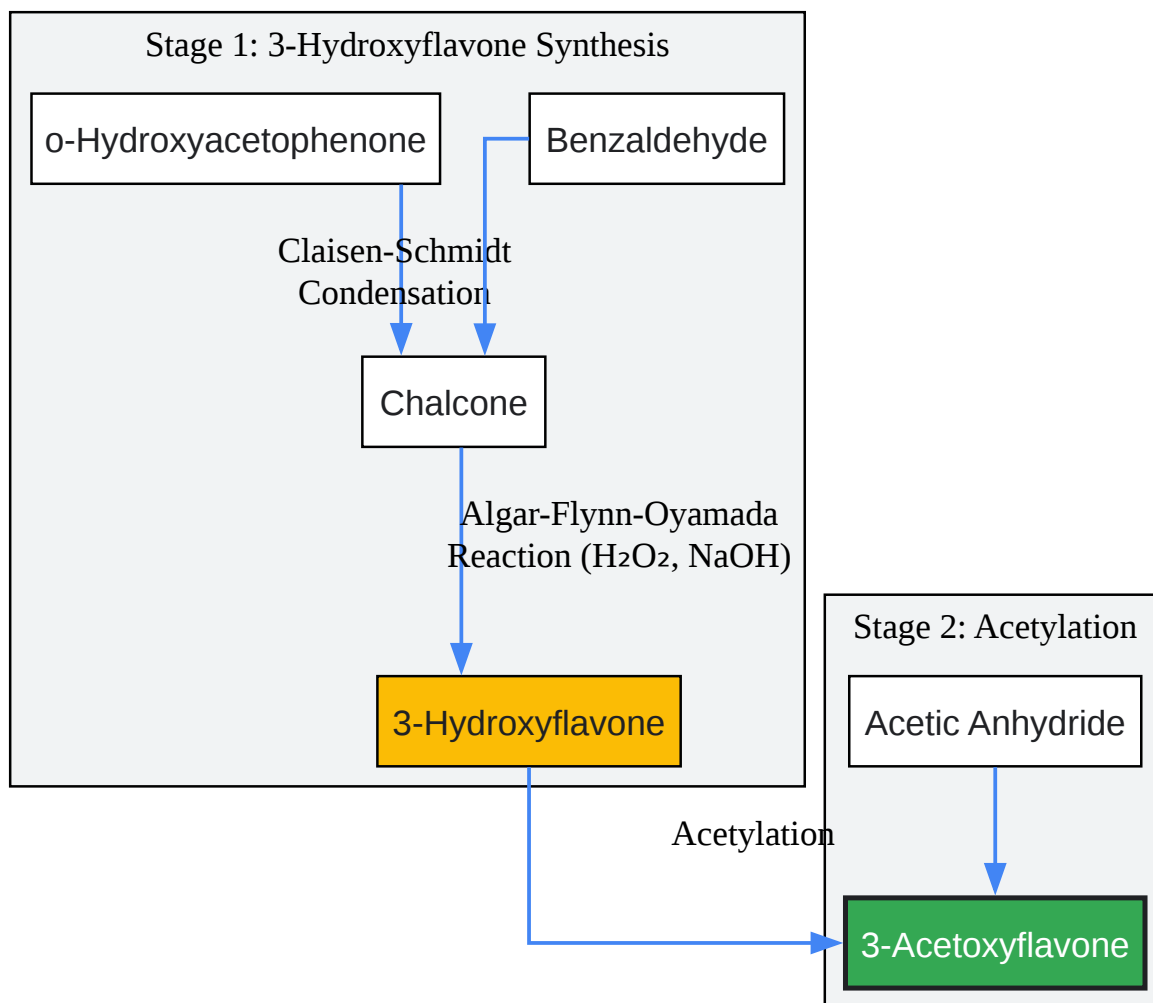 Stage 1: 3-Hydroxyflavone Synthesis
o-Hydroxyacetophenone
Benzaldehyde
Claisen-Schmidt
Condensation
Chalcone
Algar-Flynn-Oyamada
Reaction (H₂O₂, NaOH)
3-Hydroxyflavone
Stage 2: Acetylation
Acetic Anhydride
Acetylation
3-Acetoxyflavone